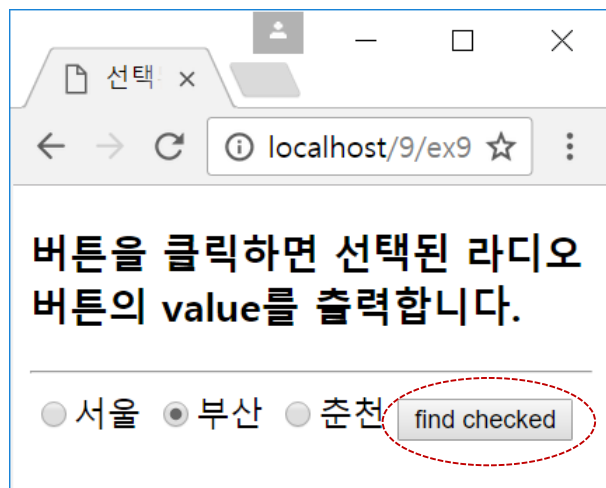 선택
localhost/9/ex9
버튼을 클릭하면 선택된 라디오
버튼의 value를 출력합니다.
서울 부산 춘천 find checked